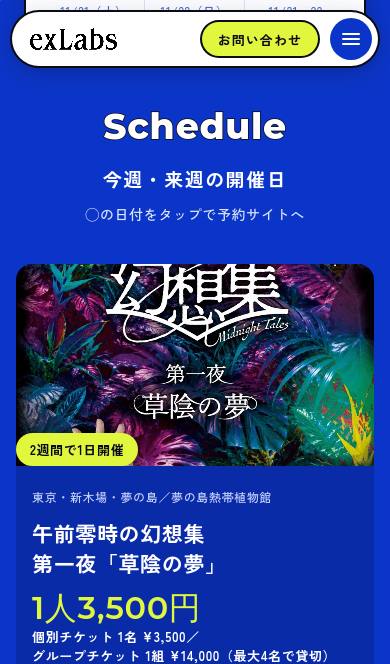 exLabs
お問い合わせ
Schedule
今週・来週の開催日
◯の日付をタップで予約サイトへ
幻想集
Midnight Tales
第一夜
草陰の夢
2週間で1日開催
東京・新木場・夢の島／夢の島熱帯植物館
午前零時の幻想集
第一夜「草陰の夢」
1人3,500円
個別チケット 1名 ¥3,500／
グループチケット 1組 ¥14,000（最大4名で貸切）